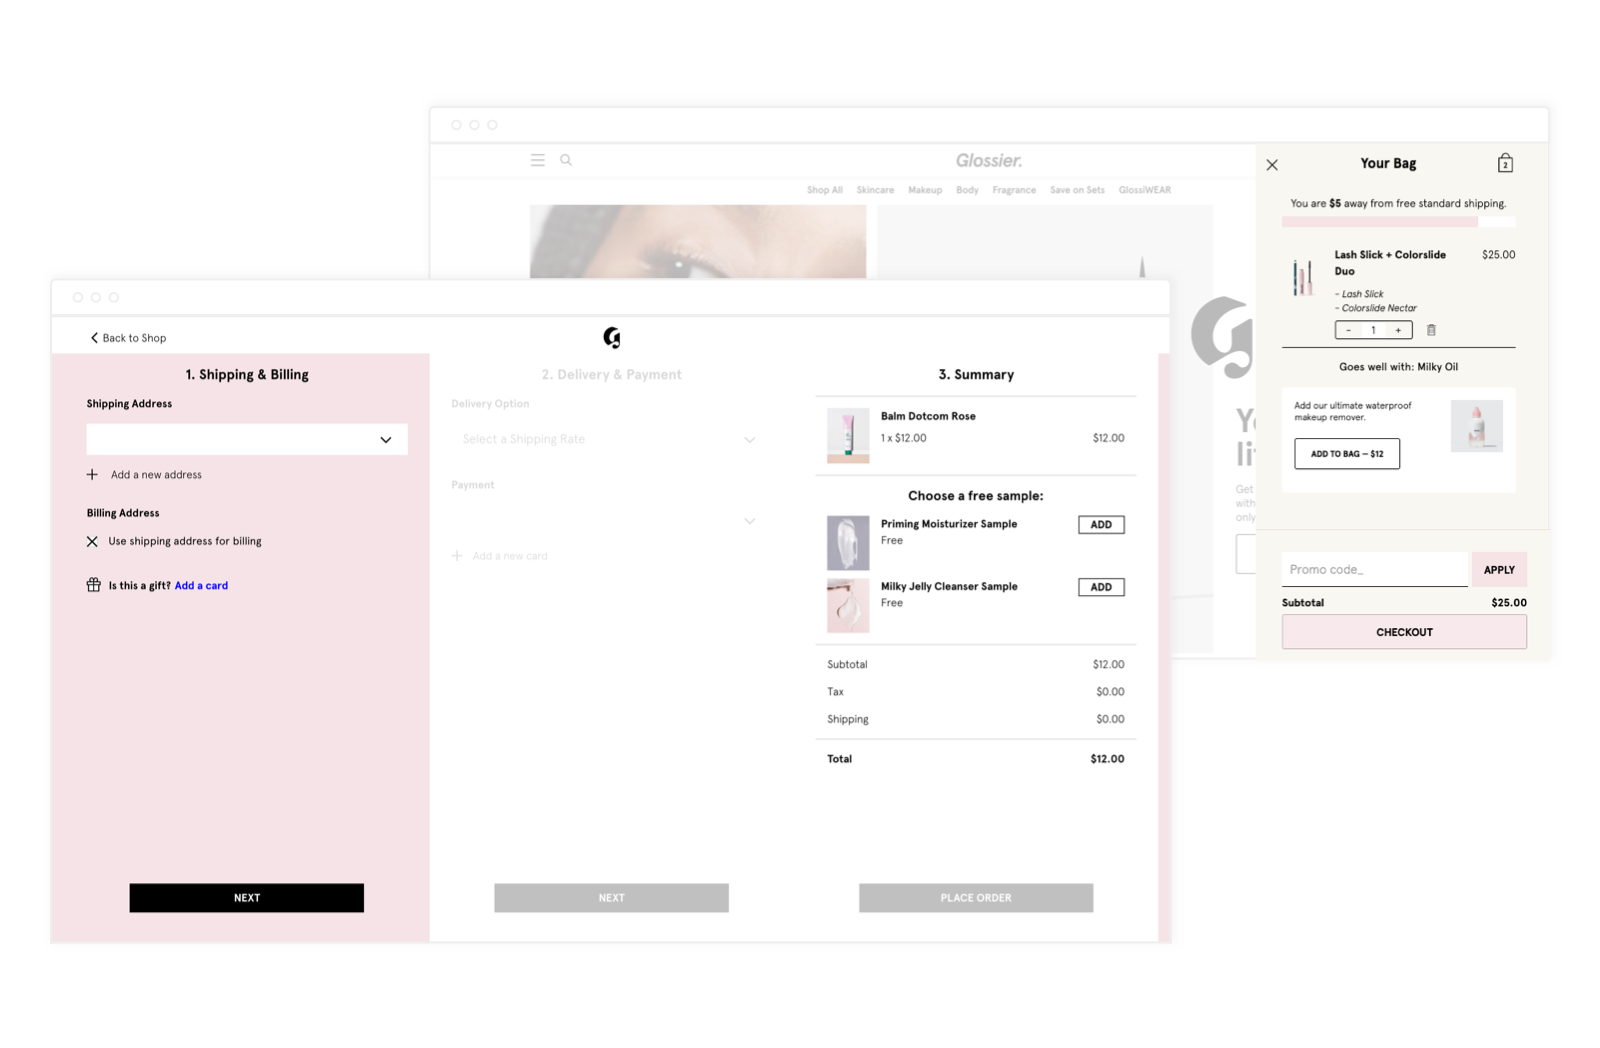 Glossier.
Shop All Skincare Makeup Body Fragrance Save on Sets GlossiWEAR
Your Bag
2
You are $5 away from free standard shipping.
Lash Slick + Colorslide $25.00
Duo
- Lash Slick
- Colorslide Nectar
- 1 +
Goes well with: Milky Oil
Add our ultimate waterproof
makeup remover.
ADD TO BAG — $12
Promo code_ APPLY
Subtotal $25.00
CHECKOUT
Get
with
only
Back to Shop
1. Shipping & Billing
Shipping Address
Add a new address
Billing Address
Use shipping address for billing
Is this a gift? Add a card
NEXT
2. Delivery & Payment
Delivery Option
Select a Shipping Rate
Payment
Add a new card
NEXT
3. Summary
Balm Dotcom Rose
1 x $12.00 $12.00
Choose a free sample:
Priming Moisturizer Sample ADD
Free
Milky Jelly Cleanser Sample ADD
Free
Subtotal $12.00
Tax $0.00
Shipping $0.00
Total $12.00
PLACE ORDER